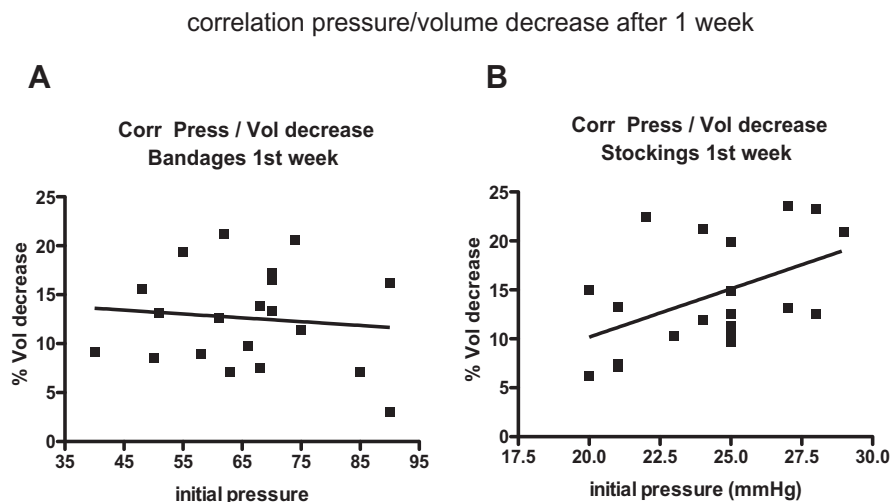 correlation pressure/volume decrease after 1 week
A
Corr Press / Vol decrease
Bandages 1st week
% Vol decrease
25
20
15
10
5
0
35 45 55 65 75 85 95
initial pressure
B
Corr Press / Vol decrease
Stockings 1st week
% Vol decrease
25
20
15
10
5
0
17.5 20.0 22.5 25.0 27.5 30.0
initial pressure (mmHg)